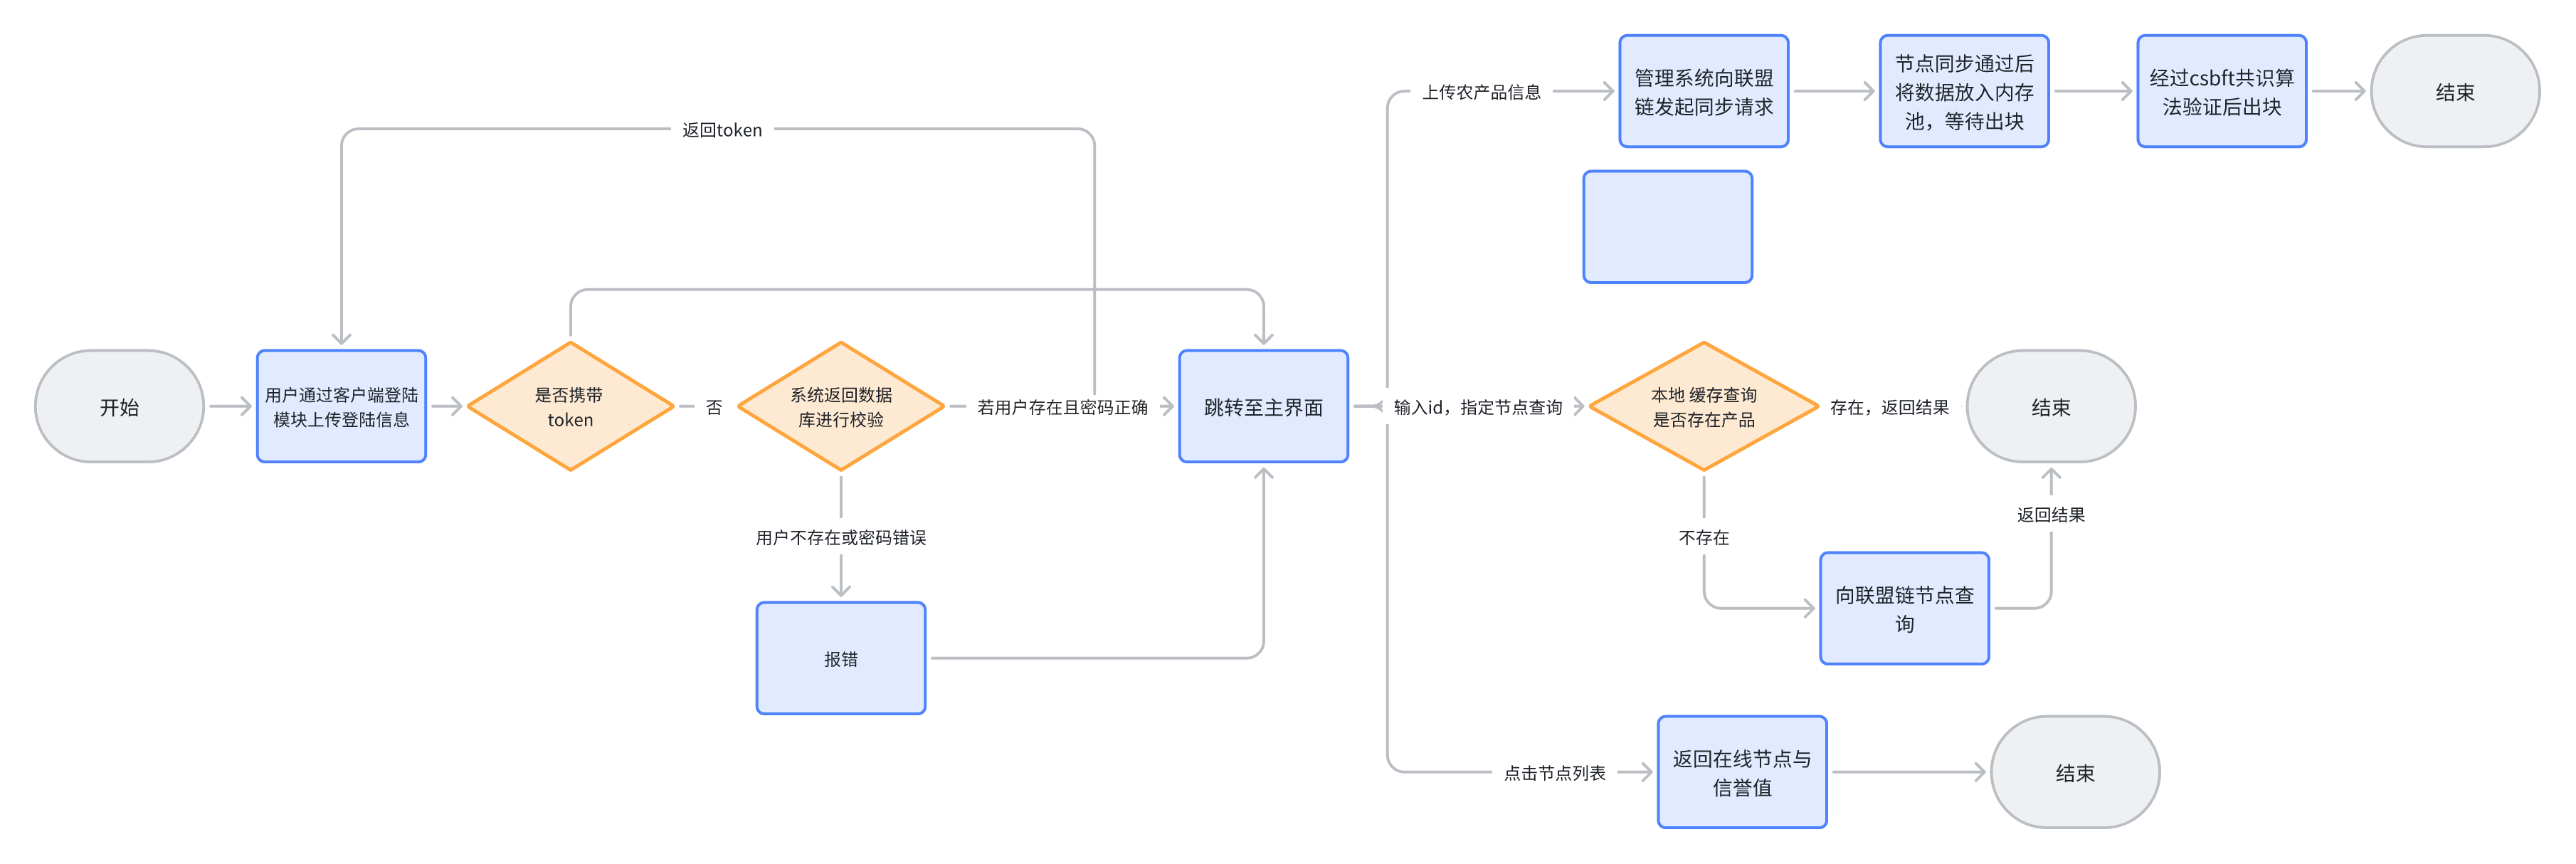 开始
用户通过客户端登陆
模块上传登陆信息
返回token
是否携带
token
否
系统返回数据
库进行校验
若用户存在且密码正确
用户不存在或密码错误
报错
跳转至主界面
上传农产品信息
管理系统向联盟
链发起同步请求
节点同步通过后
将数据放入内存
池，等待出块
经过csbft共识算
法验证后出块
结束
输入id，指定节点查询
本地 缓存查询
是否存在产品
存在，返回结果
结束
不存在
向联盟链节点查
询
返回结果
点击节点列表
返回在线节点与
信誉值
结束